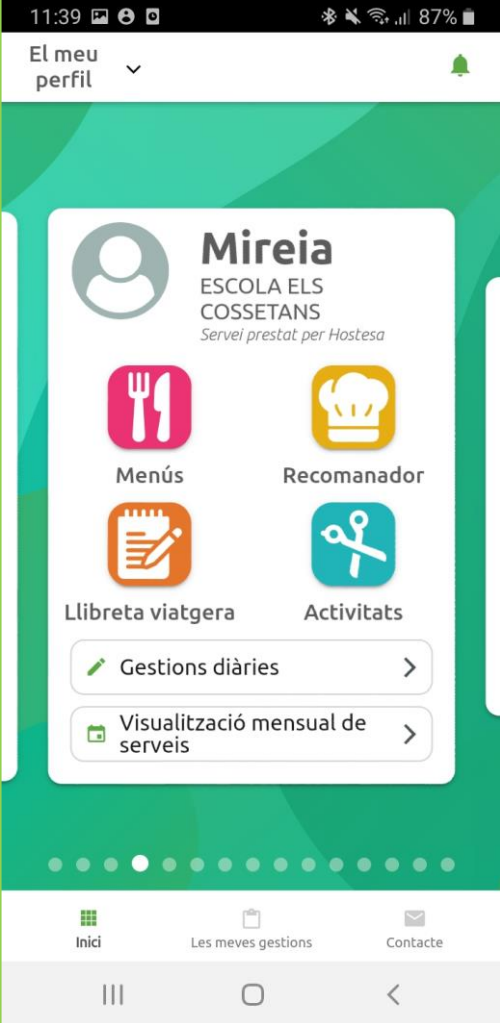 11:39
87%
El meu
perfil
Mireia
ESCOLA ELS
COSSETANS
Servei prestat per Hostesa
Menús
Recomanador
Llibreta viatgera
Activitats
Gestions diàries
Visualització mensual de
serveis
Inici
Les meves gestions
Contacte